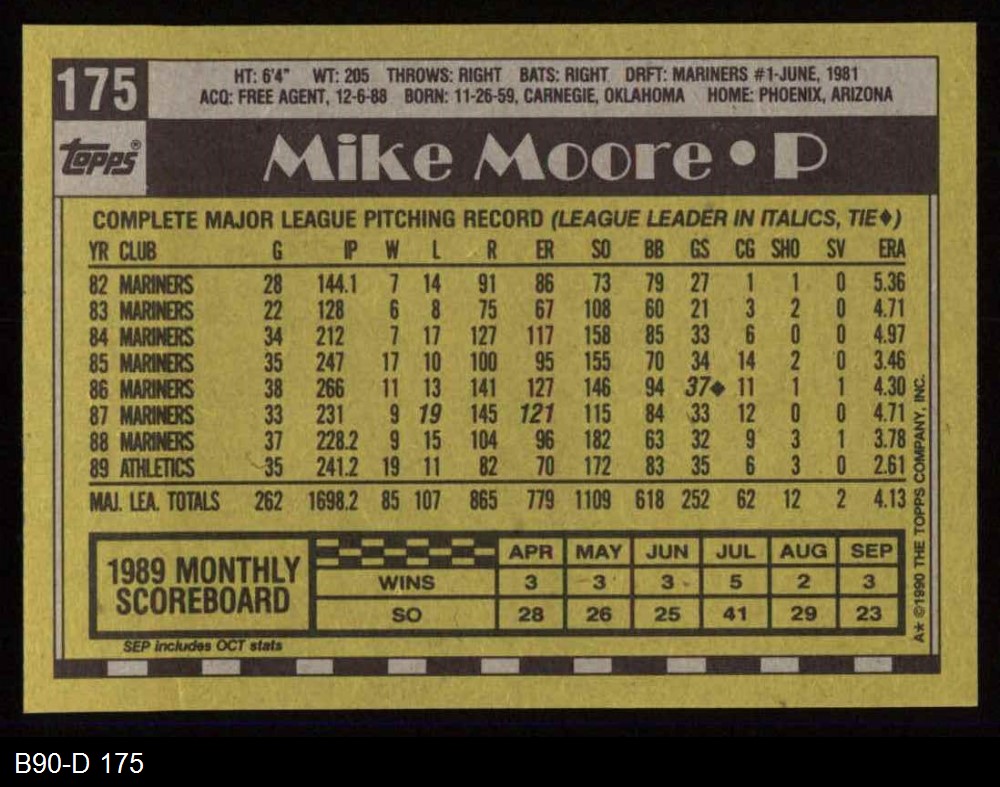 175
HT: 6'4" WT: 205 THROWS: RIGHT BATS: RIGHT DRFT: MARINERS #1-JUNE, 1981
ACQ: FREE AGENT, 12-6-88 BORN: 11-26-59, CARNEGIE, OKLAHOMA HOME: PHOENIX, ARIZONA
topps®
Mike Moore • P
COMPLETE MAJOR LEAGUE PITCHING RECORD (LEAGUE LEADER IN ITALICS, TIE♦)
YR CLUB G IP W L R ER SO BB GS CG SHO SV ERA
82 MARINERS 28 144.1 7 14 91 86 73 79 27 1 1 0 5.36
83 MARINERS 22 128 6 8 75 67 108 60 21 3 2 0 4.71
84 MARINERS 34 212 7 17 127 117 158 85 33 6 0 0 4.97
85 MARINERS 35 247 17 10 100 95 155 70 34 14 2 0 3.46
86 MARINERS 38 266 11 13 141 127 146 94 37♦ 11 1 1 4.30
87 MARINERS 33 231 9 19 145 121 115 84 33 12 0 0 4.71
88 MARINERS 37 228.2 9 15 104 96 182 63 32 9 3 1 3.78
89 ATHLETICS 35 241.2 19 11 82 70 172 83 35 6 3 0 2.61
MAJ. LEA. TOTALS 262 1698.2 85 107 865 779 1109 618 252 62 12 2 4.13
1989 MONTHLY
SCOREBOARD
APR MAY JUN JUL AUG SEP
WINS 3 3 3 5 2 3
SO 28 26 25 41 29 23
SEP includes OCT stats
A* ©1990 THE TOPPS COMPANY, INC.
B90-D 175